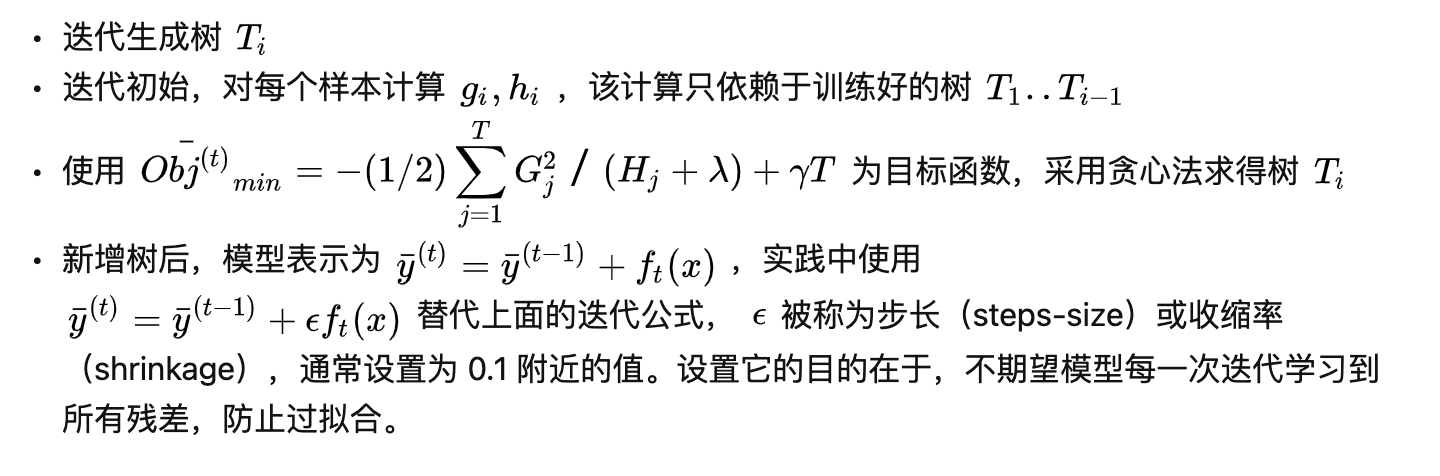 • 迭代生成树 T_i
• 迭代初始，对每个样本计算 g_i, h_i ，该计算只依赖于训练好的树 T_1..T_{i−1}
• 使用 Ob\bar{j}^{(t)}_{min} = −(1/2) \sum_{j=1}^{T} G_j^2 / (H_j + λ) + γT 为目标函数，采用贪心法求得树 T_i
• 新增树后，模型表示为 \bar{y}^{(t)} = \bar{y}^{(t−1)} + f_t(x) ，实践中使用
\bar{y}^{(t)} = \bar{y}^{(t−1)} + ϵf_t(x) 替代上面的迭代公式， ϵ 被称为步长（steps-size）或收缩率
（shrinkage），通常设置为 0.1 附近的值。设置它的目的在于，不期望模型每一次迭代学习到
所有残差，防止过拟合。